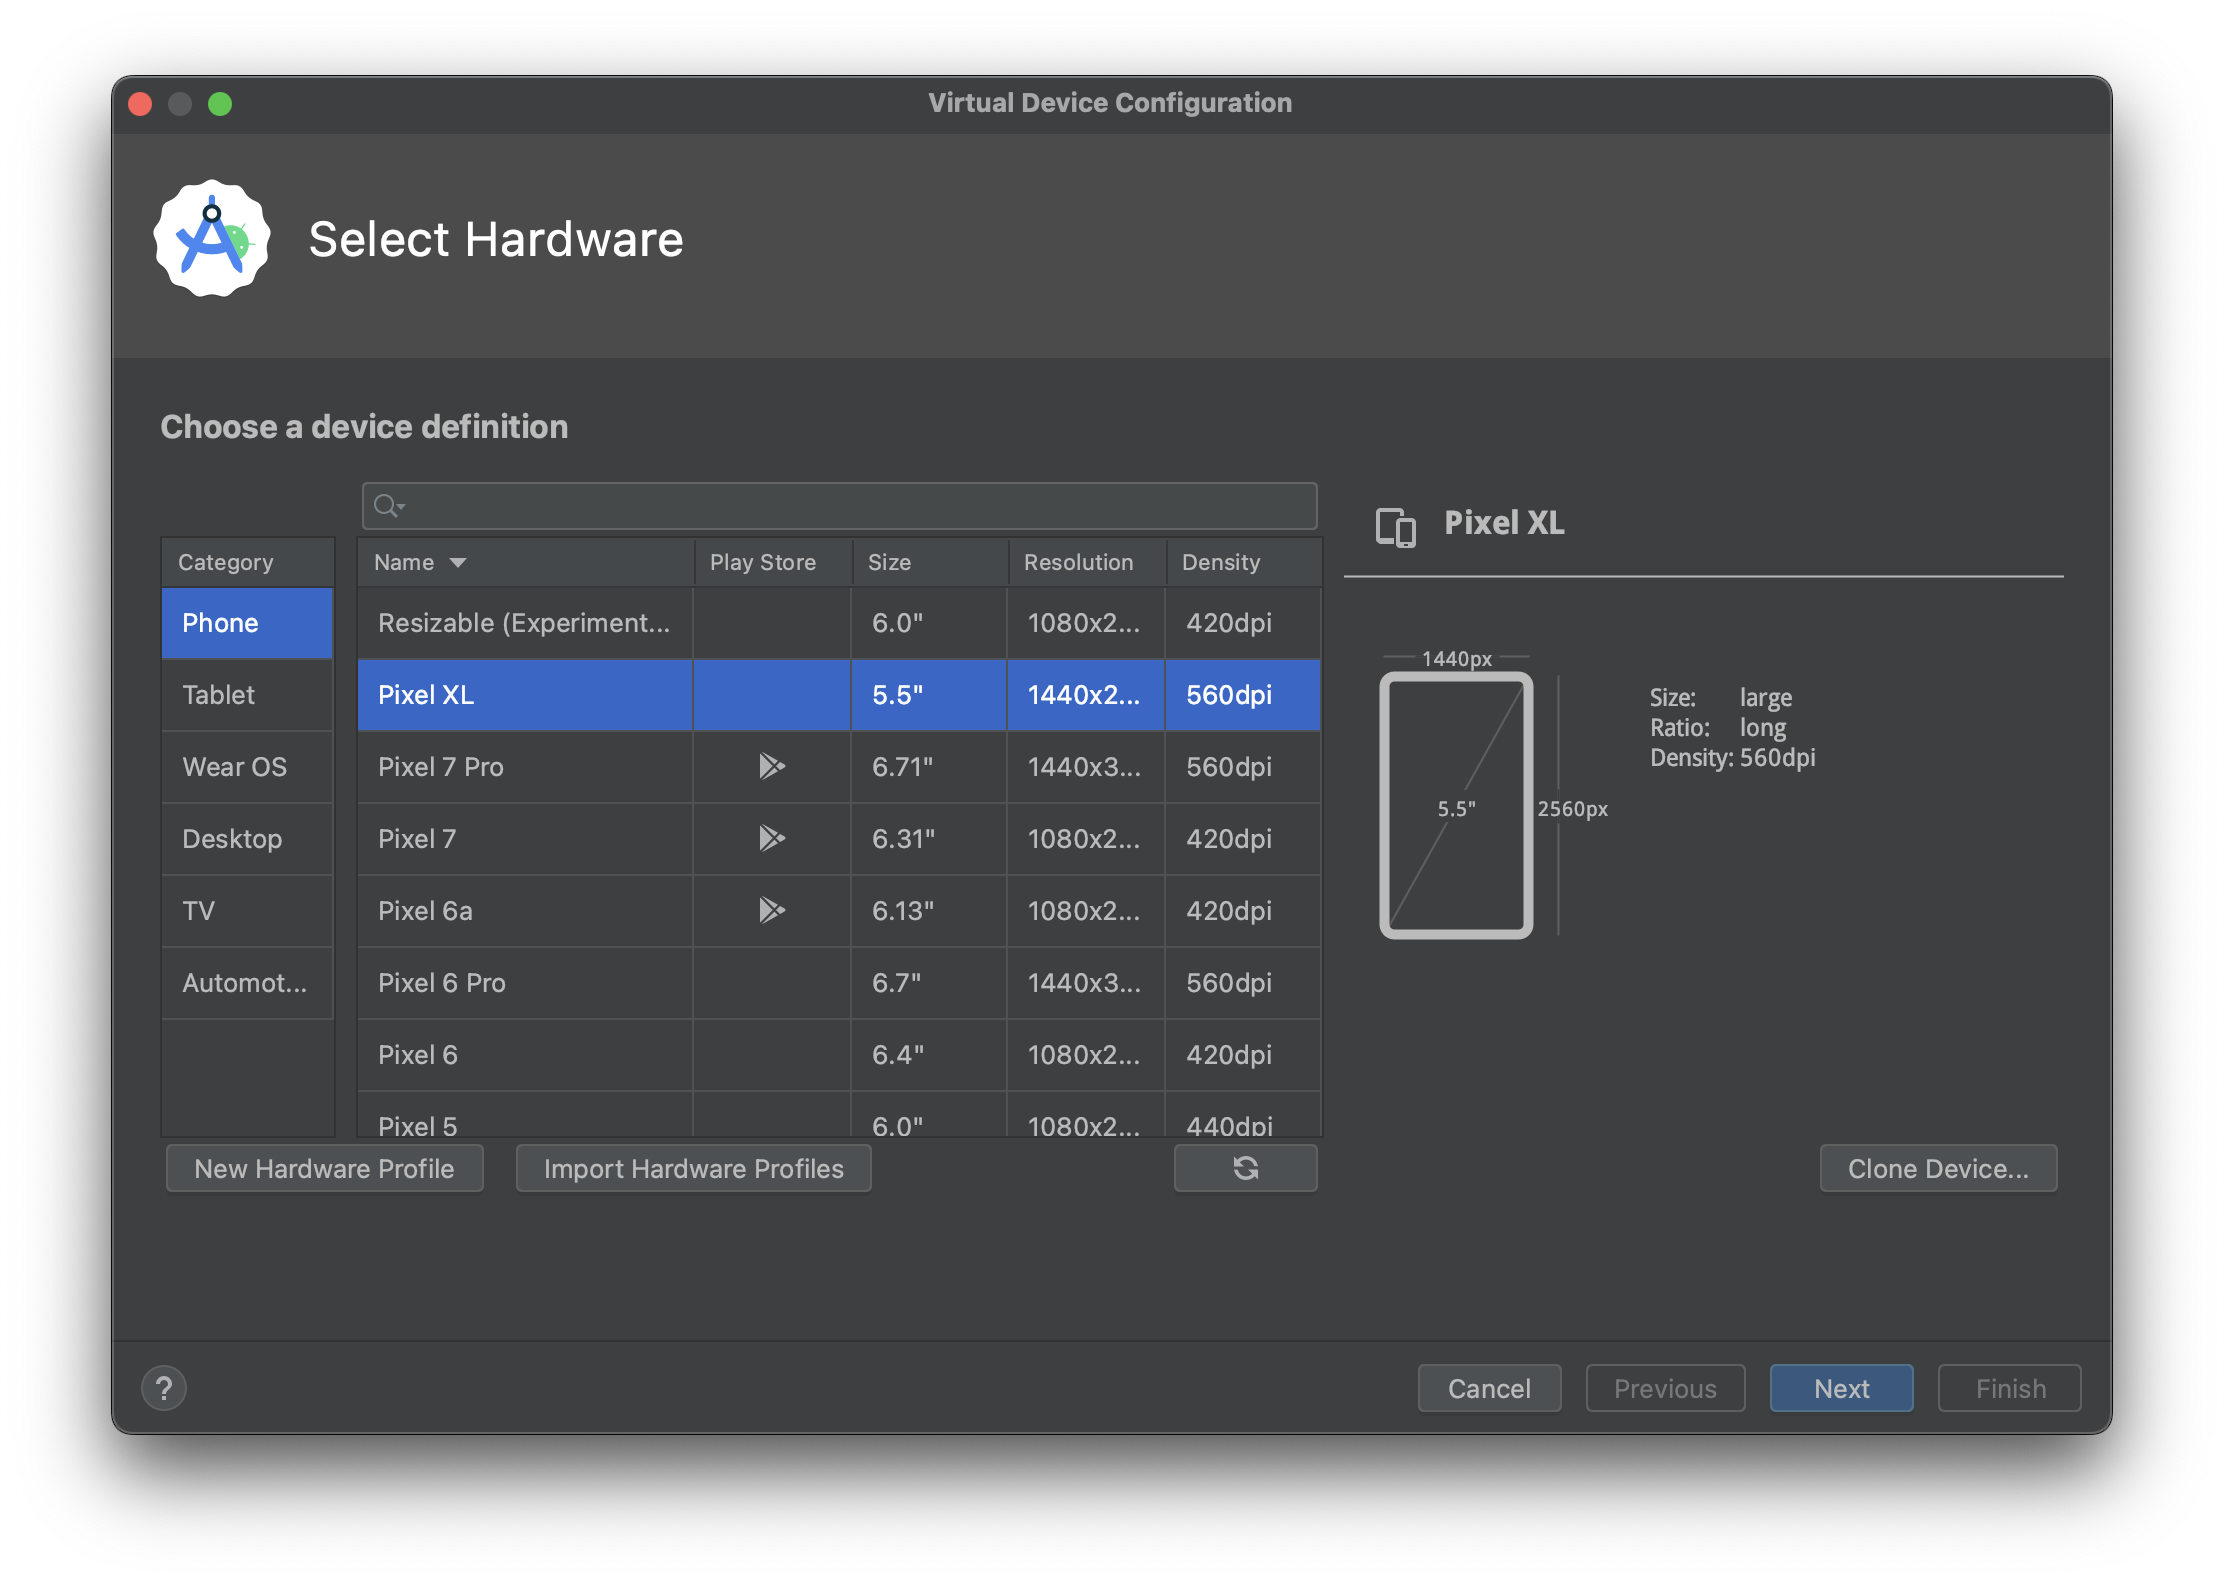 Virtual Device Configuration
Select Hardware
Choose a device definition
Category
Phone
Tablet
Wear OS
Desktop
TV
Automot...
Name Play Store Size Resolution Density
Resizable (Experiment... 6.0" 1080x2... 420dpi
Pixel XL 5.5" 1440x2... 560dpi
Pixel 7 Pro 6.71" 1440x3... 560dpi
Pixel 7 6.31" 1080x2... 420dpi
Pixel 6a 6.13" 1080x2... 420dpi
Pixel 6 Pro 6.7" 1440x3... 560dpi
Pixel 6 6.4" 1080x2... 420dpi
Pixel 5 6.0" 1080x2... 440dpi
New Hardware Profile Import Hardware Profiles
Pixel XL
1440px
5.5" 2560px
Size: large
Ratio: long
Density: 560dpi
Clone Device...
? Cancel Previous Next Finish